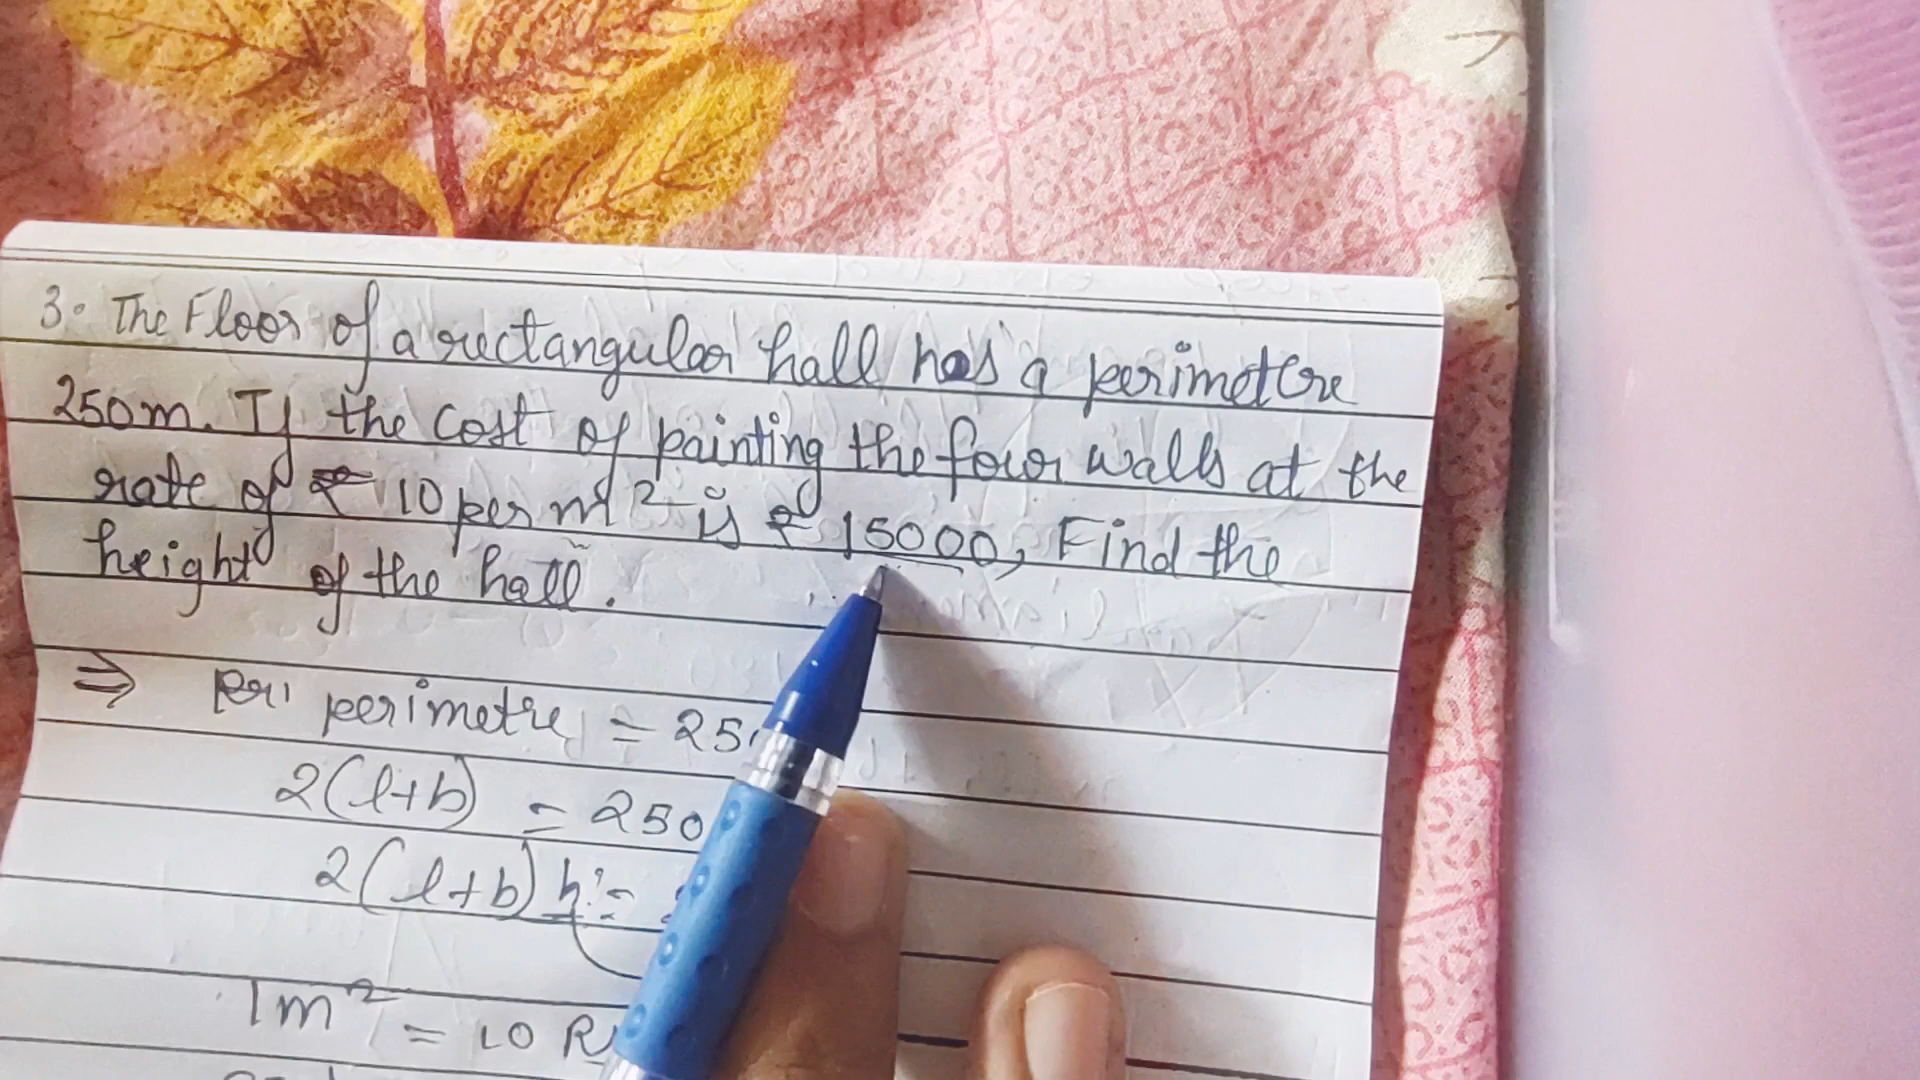 3. The Floor of a rectangular hall has a perimetre
250m. If the cost of painting the four walls at the
rate of ₹ 10 per m² is ₹ 15000, Find the
height of the hall.
⇒ Peri perimetre = 25
2(l+b) = 250
2(l+b) h =
1m² = 10 R